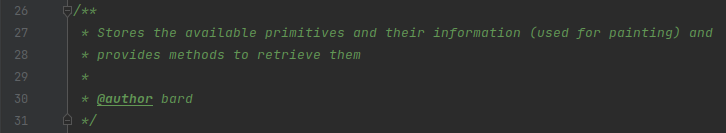 26 /**
27  * Stores the available primitives and their information (used for painting) and
28  * provides methods to retrieve them
29  *
30  * @author bard
31  */